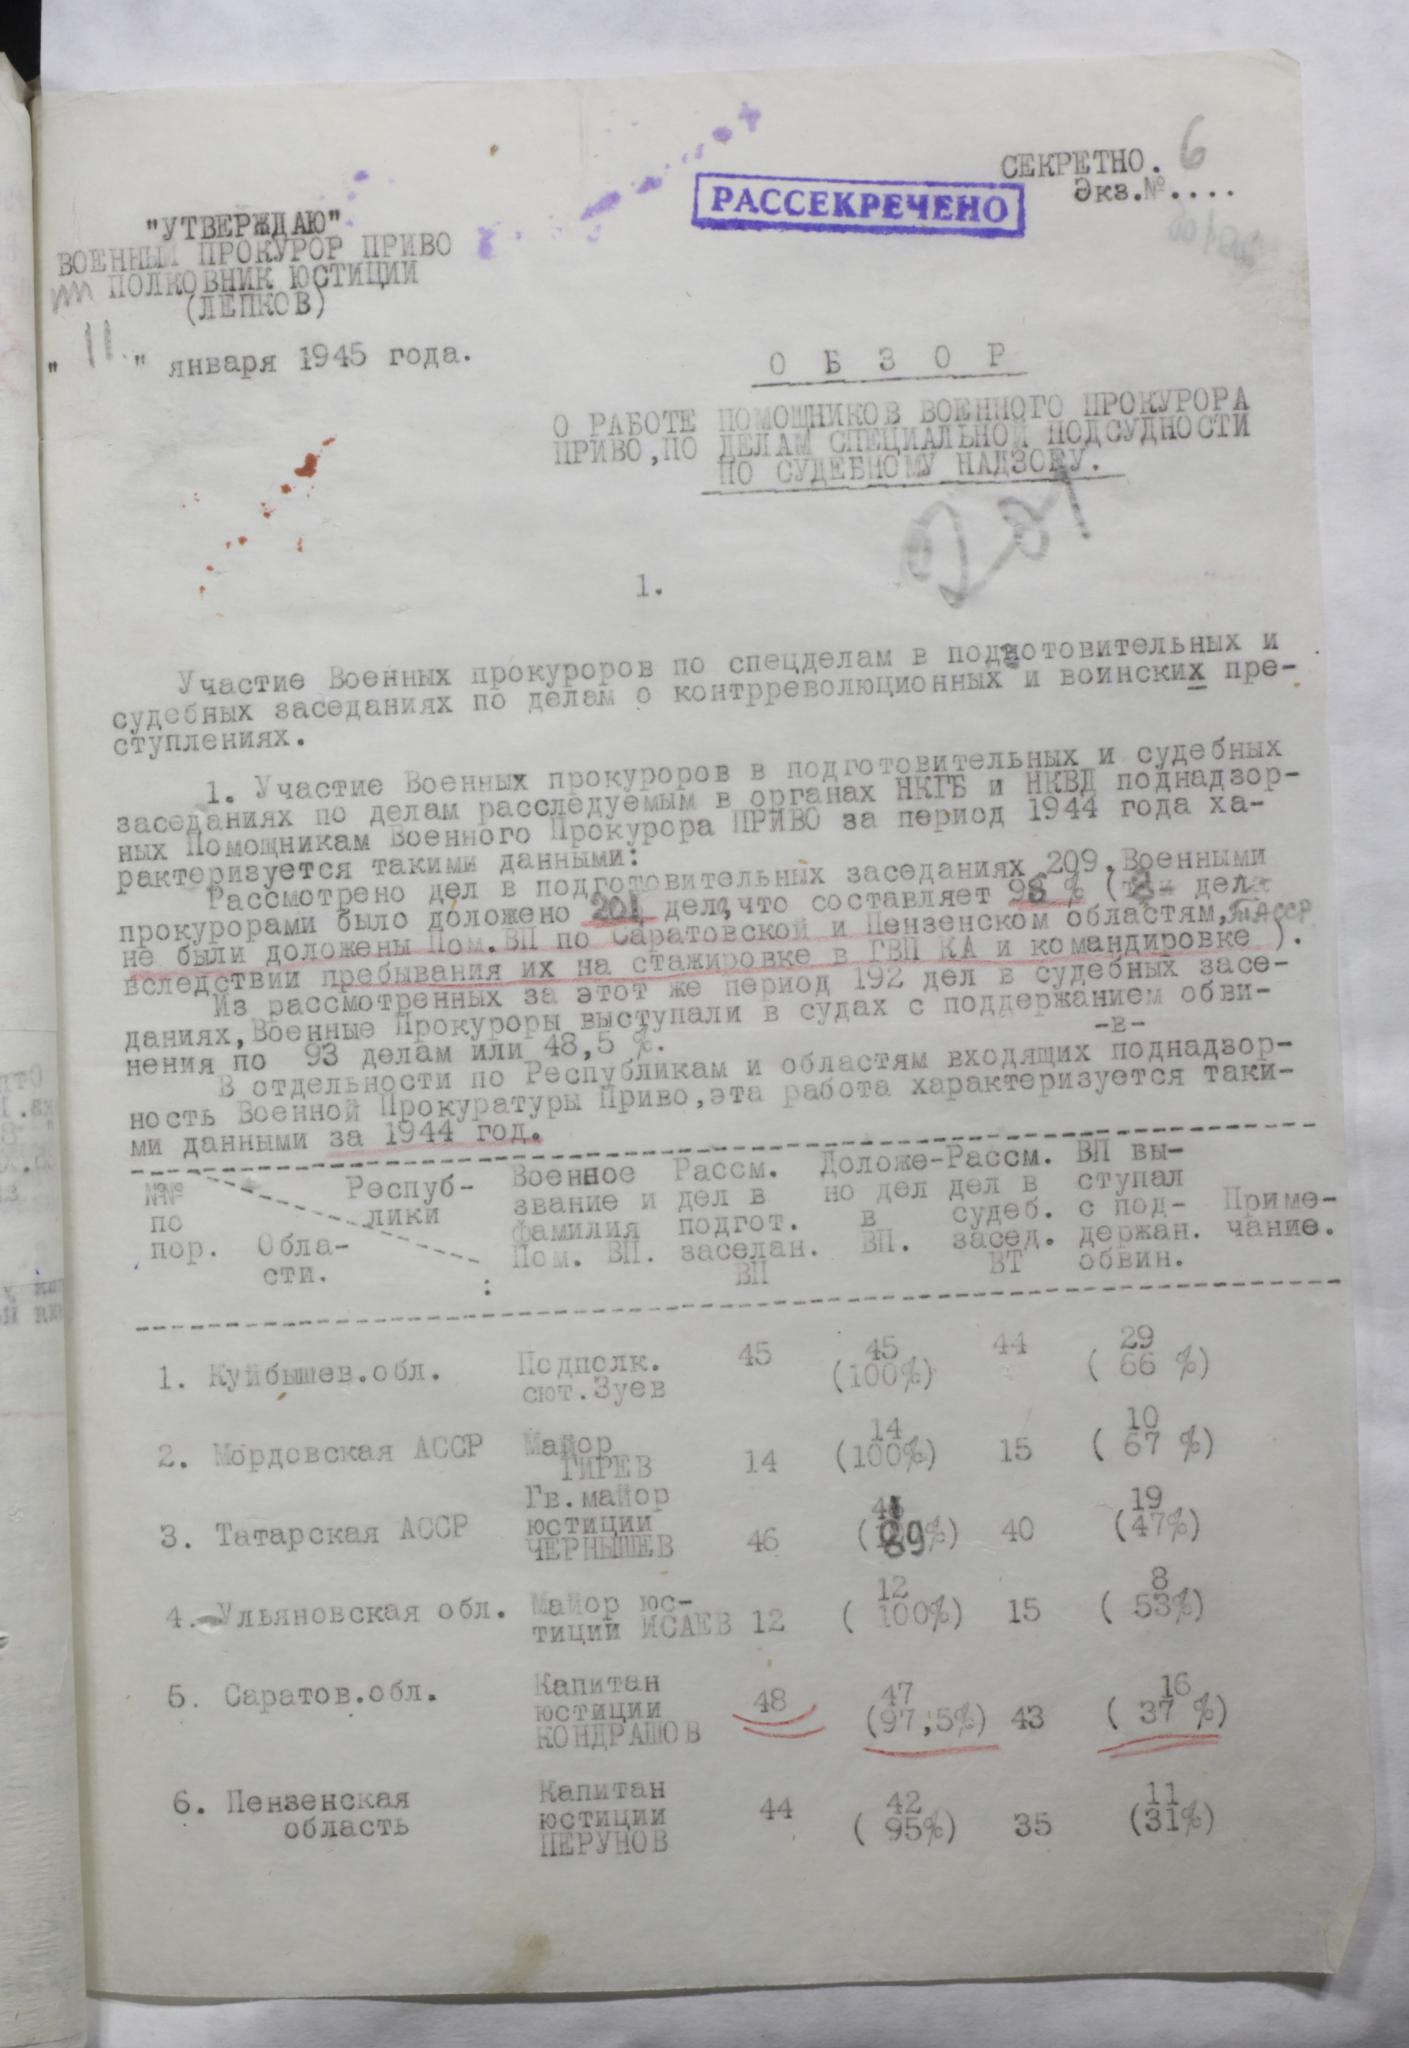 СЕКРЕТНО. 6
Экз.№....
РАССЕКРЕЧЕНО
"УТВЕРЖДАЮ"
ВОЕННЫЙ ПРОКУРОР ПРИВО
ПОЛКОВНИК ЮСТИЦИИ
(ЛЕПКОВ)
" 11 " января 1945 года.
О Б З О Р
О РАБОТЕ ПОМОЩНИКОВ ВОЕННОГО ПРОКУРОРА
ПРИВО,ПО ДЕЛАМ СПЕЦИАЛЬНОЙ ПОДСУДНОСТИ
ПО СУДЕБНОМУ НАДЗОРУ.
201
1.
Участие Военных прокуроров по спецделам в подготовительных и
судебных заседаниях по делам о контрреволюционных и воинских пре-
ступлениях.
1. Участие Военных прокуроров в подготовительных и судебных
заседаниях по делам расследуемым в органах НКГБ и НКВД поднадзор-
ных Помощникам Военного Прокурора ПРИВО за период 1944 года ха-
рактеризуется такими данными:
Рассмотрено дел в подготовительных заседаниях 209,Военными
прокурорами было доложено 201 дел,что составляет 98 % ( дел
не были доложены Пом.ВП по Саратовской и Пензенском областям, ТАССР
вследствии пребывания их на стажировке в ГВП КА и командировке ).
Из рассмотренных за этот же период 192 дел в судебных засе-
даниях,Военные Прокуроры выступали в судах с поддержанием обви-
нения по 93 делам или 48,5 %.
-в-
В отдельности по Республикам и областям входящих поднадзор-
ность Военной Прокуратуры Приво,эта работа характеризуется таки-
ми данными за 1944 год.
№№ Респуб- Военное Рассм. Доложе-Рассм. ВП вы-
по лики звание и дел в но дел дел в ступал Приме-
пор. Обла- фамилия подгот. в судеб. с под- чание.
сти. : Пом. ВП. заседан. ВП. засед. держан.
ВП ВТ обвин.
1. Куйбышев.обл. Подполк. 45 45 44 29
сют.Зуев (100%) ( 66 %)
2. Мордовская АССР Майор 14 14 15 10
ГИРЕВ (100%) ( 67 %)
3. Татарская АССР Гв.майор 46 41 40 19
юстиции (89%) (47%)
ЧЕРНЫШЕВ
4. Ульяновская обл. Майор юс- 12 12 15 8
тиции ИСАЕВ ( 100%) ( 53%)
5. Саратов.обл. Капитан 48 47 43 16
юстиции (97,5%) ( 37 %)
КОНДРАШОВ
6. Пензенская Капитан 44 42 35 11
область юстиции ( 95%) (31%)
ПЕРУНОВ